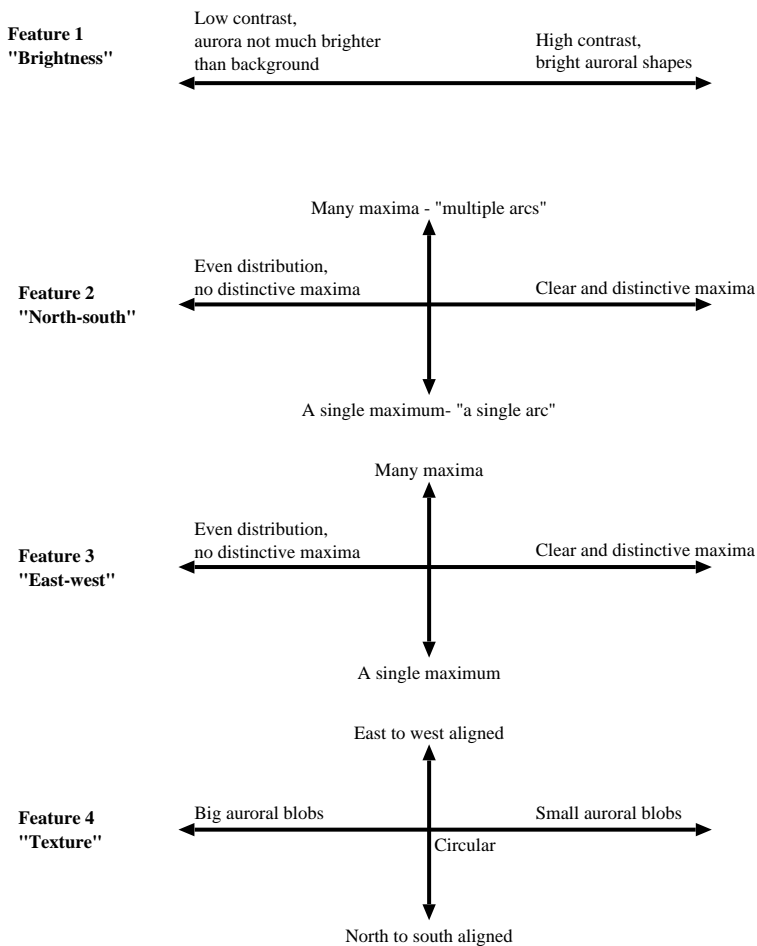 Feature 1
"Brightness"
Low contrast,
aurora not much brighter
than background
High contrast,
bright auroral shapes
Many maxima - "multiple arcs"
Feature 2
"North-south"
Even distribution,
no distinctive maxima
Clear and distinctive maxima
A single maximum- "a single arc"
Many maxima
Feature 3
"East-west"
Even distribution,
no distinctive maxima
Clear and distinctive maxima
A single maximum
East to west aligned
Feature 4
"Texture"
Big auroral blobs
Small auroral blobs
Circular
North to south aligned